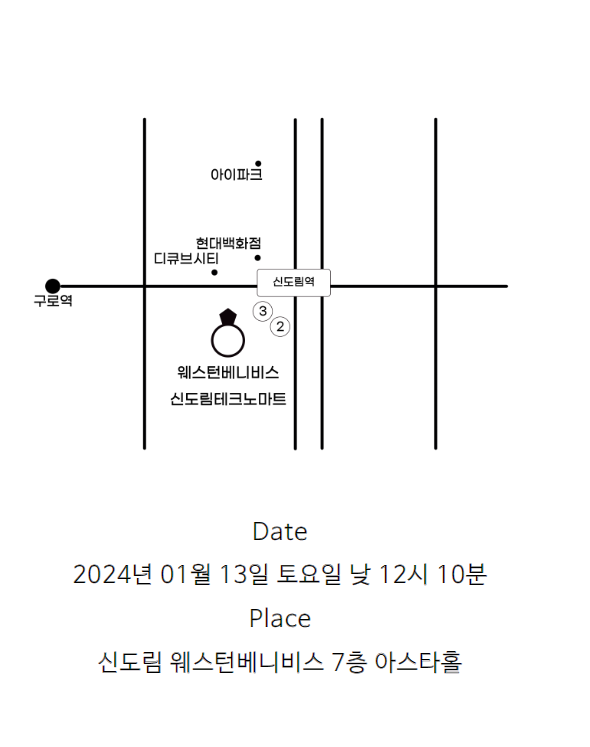 아이파크
현대백화점
디큐브시티
신도림역
구로역
3
2
웨스턴베니비스
신도림테크노마트
Date
2024년 01월 13일 토요일 낮 12시 10분
Place
신도림 웨스턴베니비스 7층 아스타홀